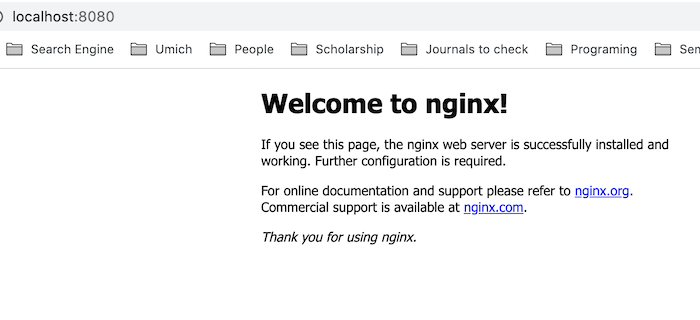 localhost:8080
Search Engine Umich People Scholarship Journals to check Programing
Welcome to nginx!
If you see this page, the nginx web server is successfully installed and
working. Further configuration is required.
For online documentation and support please refer to nginx.org.
Commercial support is available at nginx.com.
Thank you for using nginx.